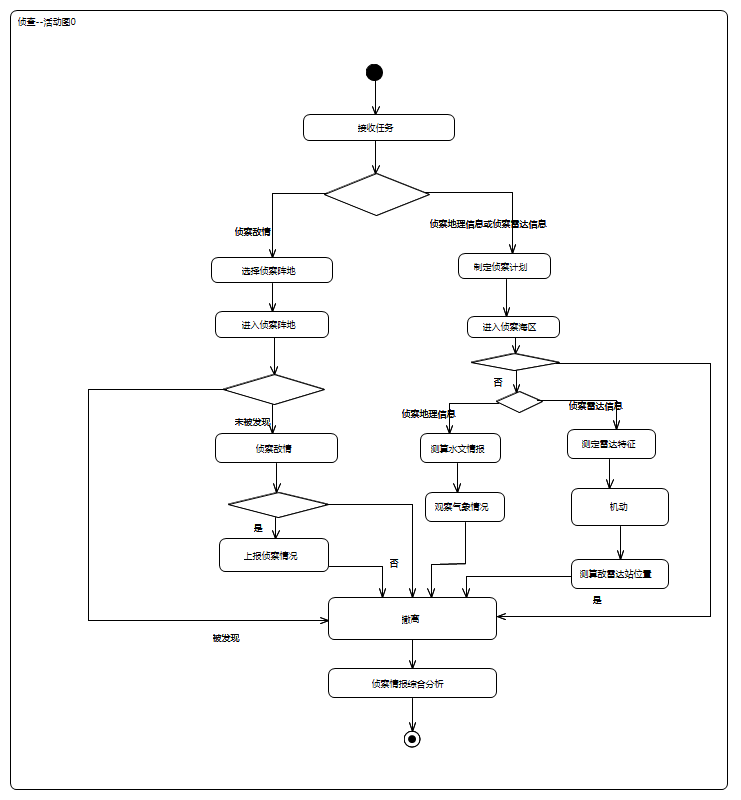 侦查--活动图0
接收任务
侦察地理信息或侦察雷达信息
侦察敌情
选择侦察阵地
制定侦察计划
进入侦察阵地
进入侦察海区
否
侦察地理信息
侦察雷达信息
未被发现
侦察敌情
测算水文情报
测定雷达特征
观察气象情况
机动
是
上报侦察情况
否
测算敌雷达站位置
是
撤离
被发现
侦察情报综合分析